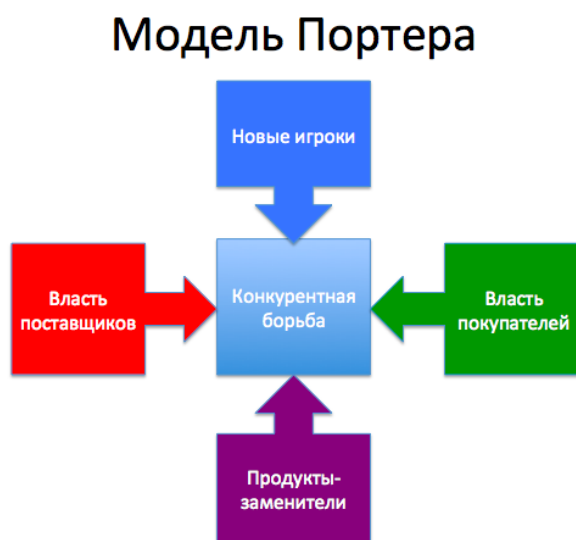 Модель Портера
Новые игроки
Власть
поставщиков
Конкурентная
борьба
Власть
покупателей
Продукты-
заменители